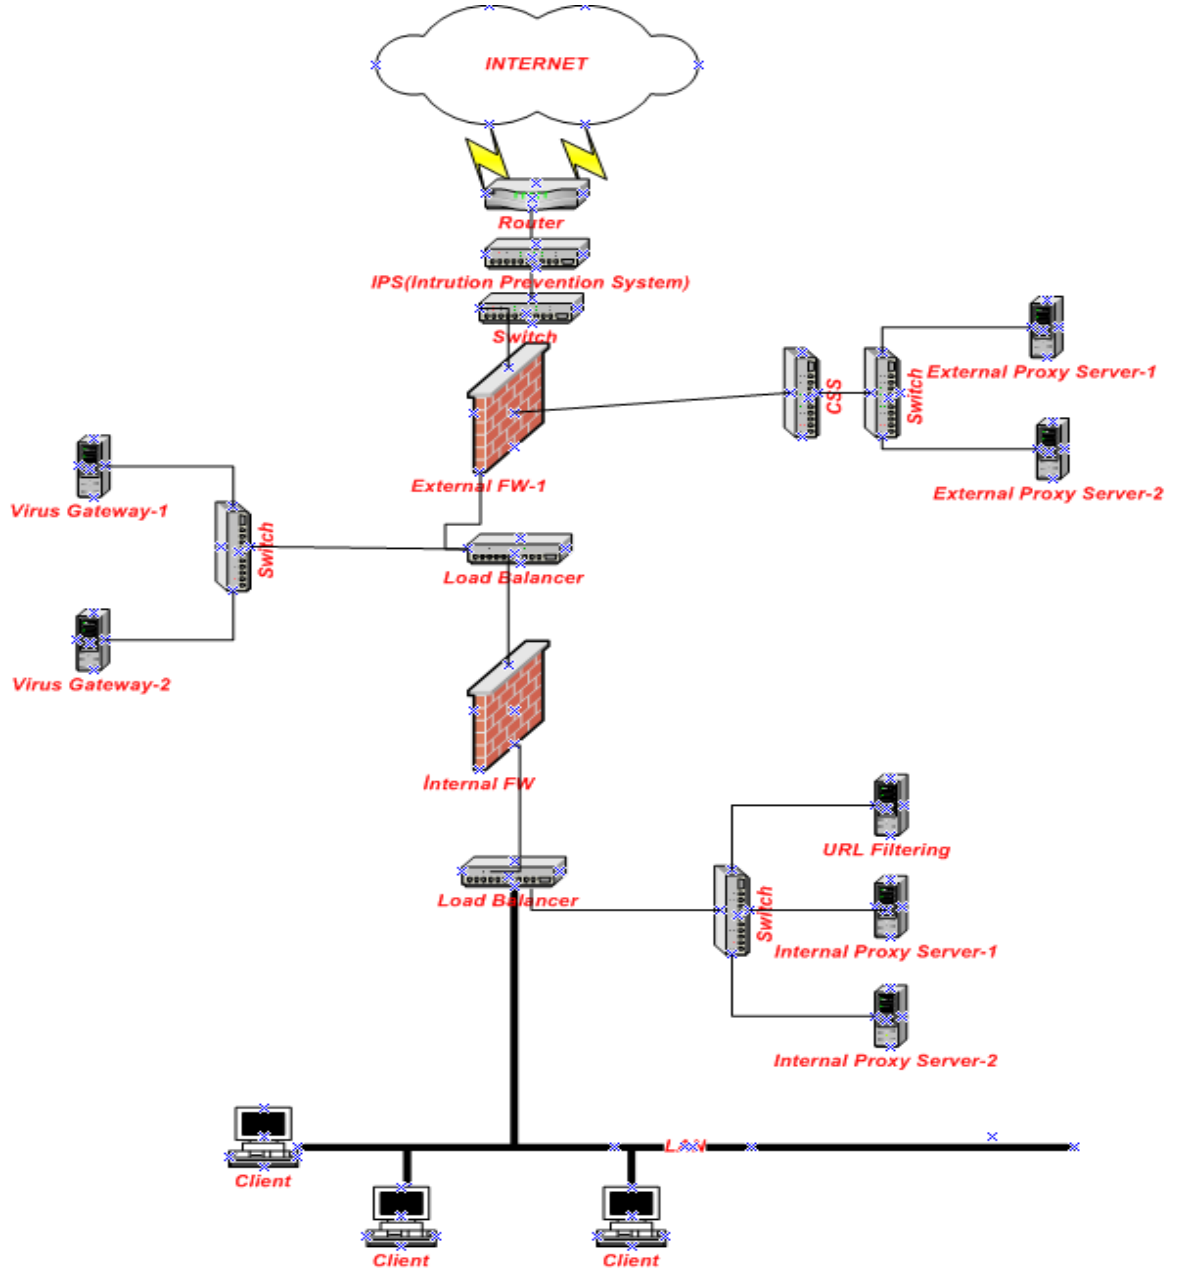 INTERNET
Router
IPS(Intrution Prevention System)
Switch
External Proxy Server-1
CSS
Switch
External FW-1
External Proxy Server-2
Virus Gateway-1
Switch
Load Balancer
Virus Gateway-2
İnternal FW
URL Filtering
Load Balancer
Switch
Internal Proxy Server-1
Internal Proxy Server-2
LAN
Client
Client
Client